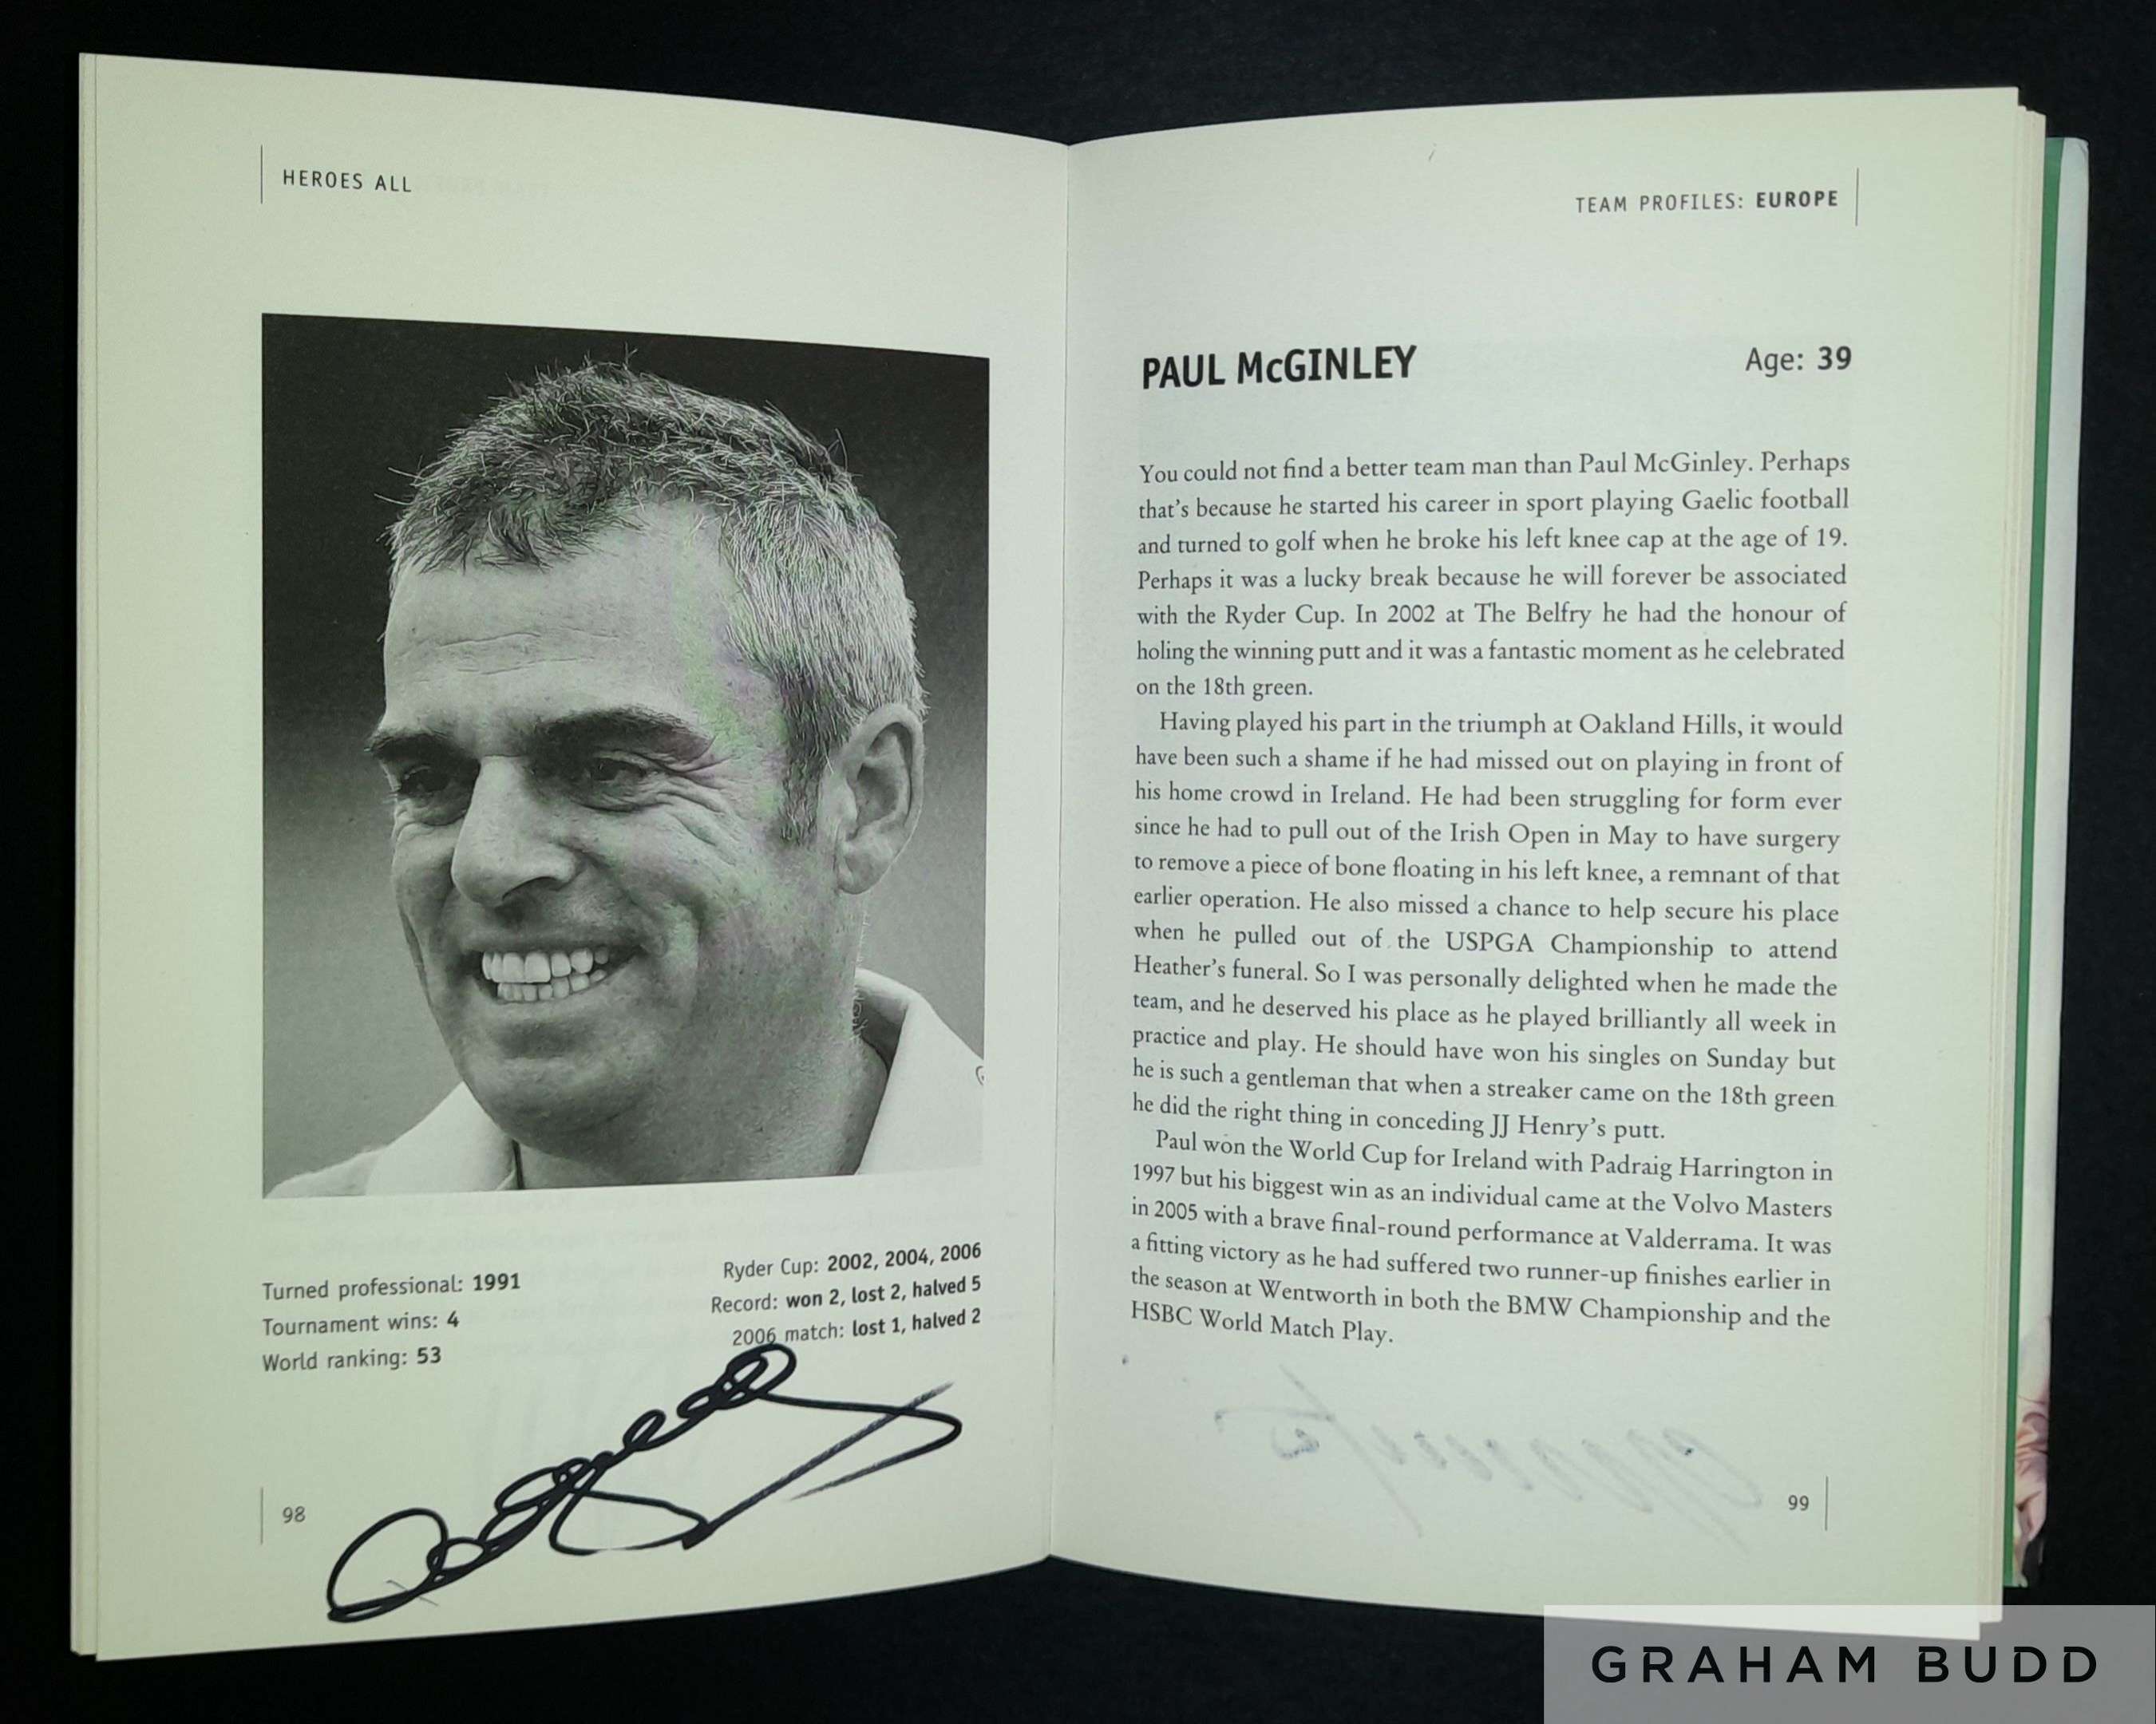 HEROES ALL
Turned professional: 1991
Tournament wins: 4
World ranking: 53
Ryder Cup: 2002, 2004, 2006
Record: won 2, lost 2, halved 5
2006 match: lost 1, halved 2
98
TEAM PROFILES: EUROPE
PAUL McGINLEY
Age: 39
You could not find a better team man than Paul McGinley. Perhaps
that's because he started his career in sport playing Gaelic football
and turned to golf when he broke his left knee cap at the age of 19.
Perhaps it was a lucky break because he will forever be associated
with the Ryder Cup. In 2002 at The Belfry he had the honour of
holing the winning putt and it was a fantastic moment as he celebrated
on the 18th green.
Having played his part in the triumph at Oakland Hills, it would
have been such a shame if he had missed out on playing in front of
his home crowd in Ireland. He had been struggling for form ever
since he had to pull out of the Irish Open in May to have surgery
to remove a piece of bone floating in his left knee, a remnant of that
earlier operation. He also missed a chance to help secure his place
when he pulled out of the USPGA Championship to attend
Heather's funeral. So I was personally delighted when he made the
team, and he deserved his place as he played brilliantly all week in
practice and play. He should have won his singles on Sunday but
he is such a gentleman that when a streaker came on the 18th green
he did the right thing in conceding JJ Henry's putt.
Paul won the World Cup for Ireland with Padraig Harrington in
1997 but his biggest win as an individual came at the Volvo Masters
in 2005 with a brave final-round performance at Valderrama. It was
a fitting victory as he had suffered two runner-up finishes earlier in
the season at Wentworth in both the BMW Championship and the
HSBC World Match Play.
99
GRAHAM BUDD